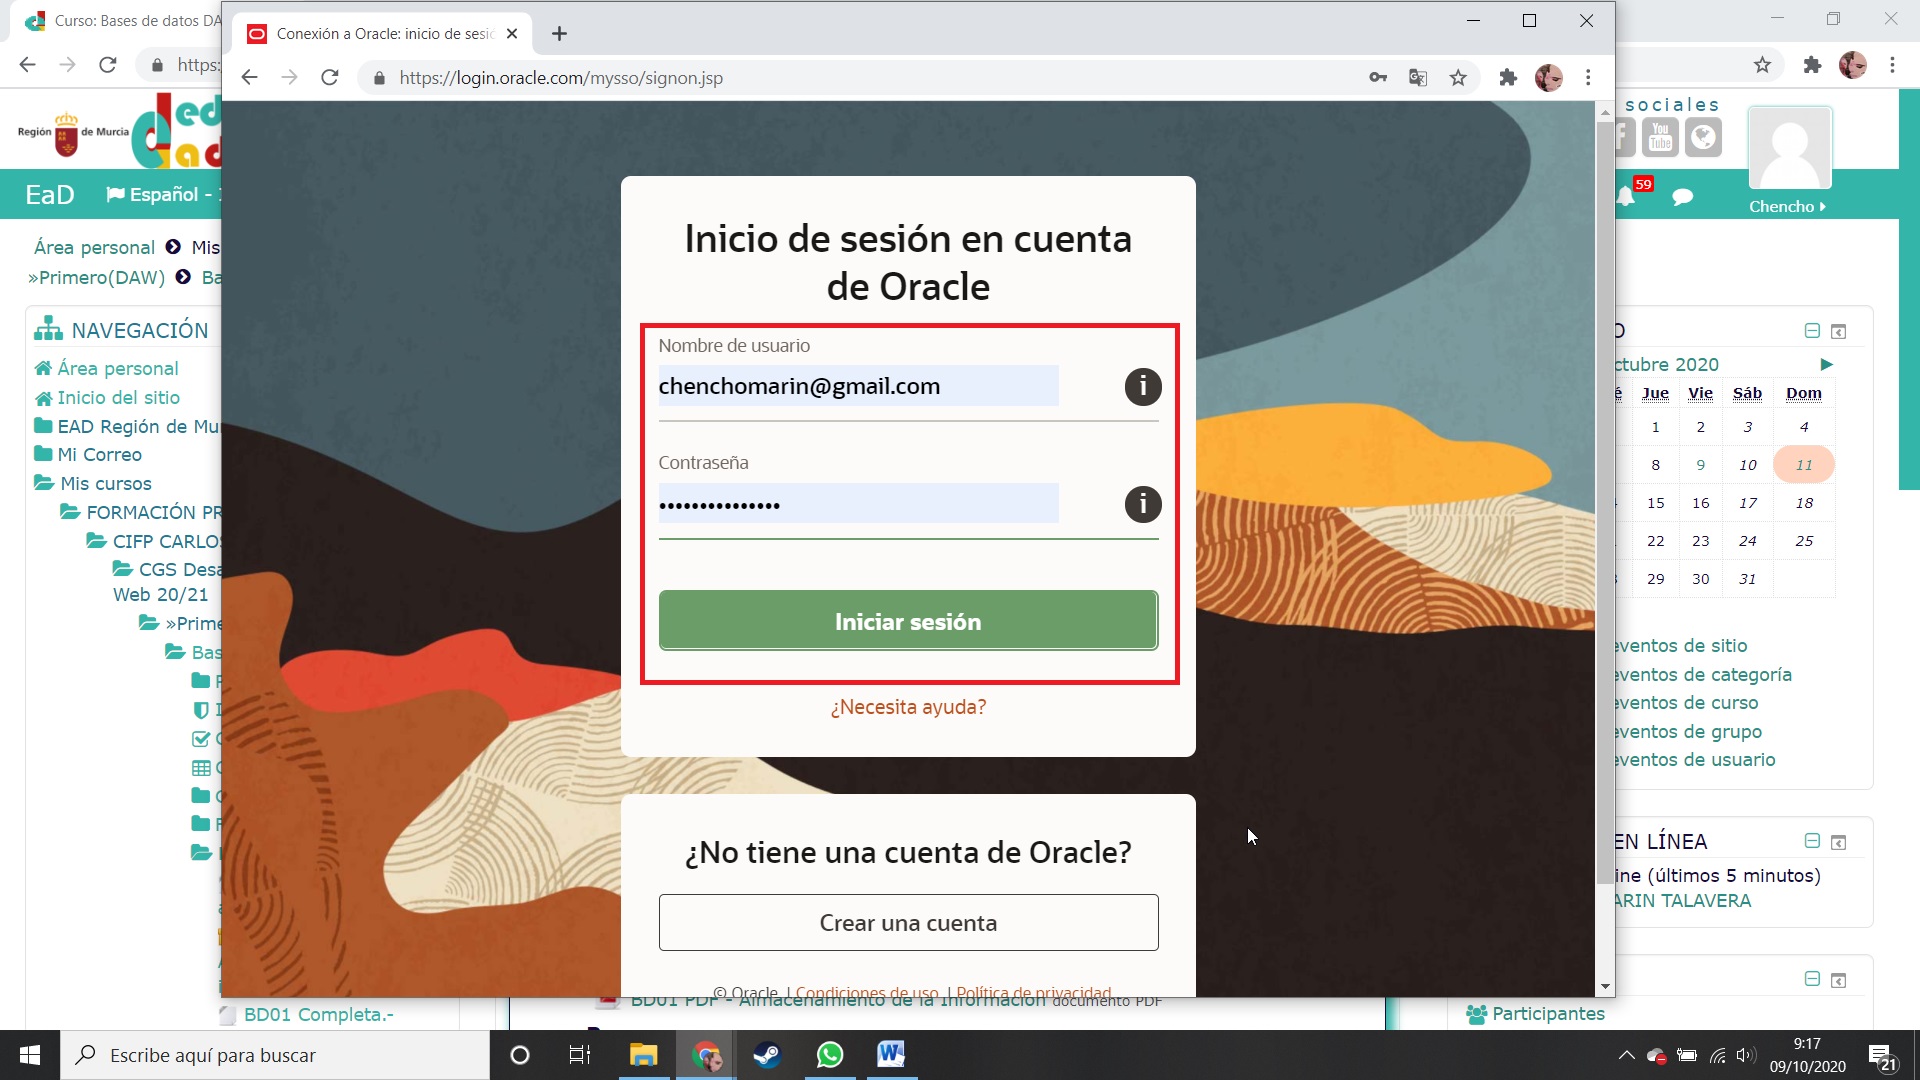 Curso: Bases de datos DA
Conexión a Oracle: inicio de sesió
https:
https://login.oracle.com/mysso/signon.jsp
Región de Murcia
sociales
You
Tube
EaD
Español -
59
Chencho
Área personal
Mis
»Primero(DAW)
Ba
NAVEGACIÓN
Área personal
Inicio del sitio
EAD Región de Mu
Mi Correo
Mis cursos
FORMACIÓN PR
CIFP CARLOS
CGS Desa
Web 20/21
»Prime
Bas
BD01 Completa.-
Inicio de sesión en cuenta
de Oracle
Nombre de usuario
chenchomarin@gmail.com
i
Contraseña
•••••••••••••••
i
Iniciar sesión
¿Necesita ayuda?
¿No tiene una cuenta de Oracle?
Crear una cuenta
© Oracle | Condiciones de uso | Política de privacidad
BD01 PDF - Almacenamiento de la Información documento PDF
O
ctubre 2020
é Jue Vie Sáb Dom
1 2 3 4
8 9 10 11
15 16 17 18
22 23 24 25
29 30 31
eventos de sitio
eventos de categoría
eventos de curso
eventos de grupo
eventos de usuario
EN LÍNEA
ine (últimos 5 minutos)
ARIN TALAVERA
Participantes
Escribe aquí para buscar
9:17
09/10/2020
21